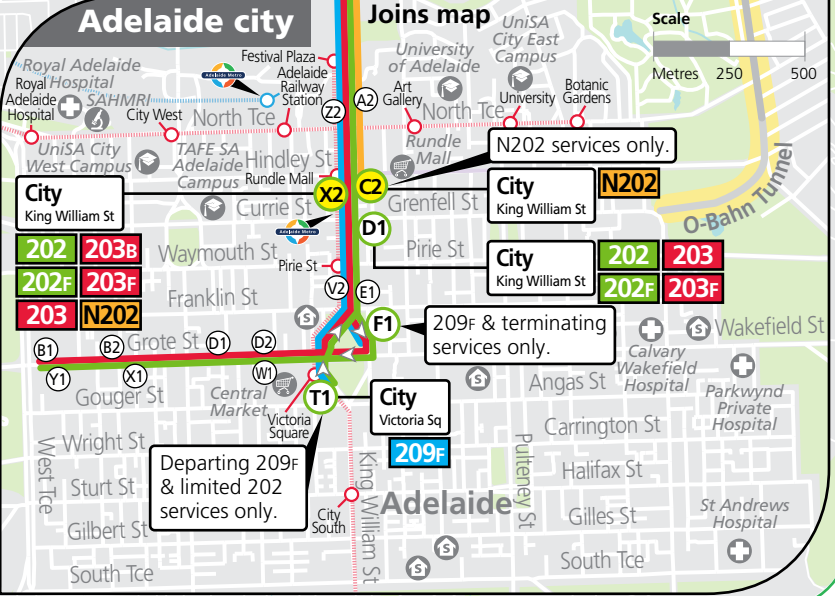 Adelaide city
Joins map
Scale
Metres 250 500
Festival Plaza
Royal Adelaide
Hospital
Adelaide Metro
Adelaide
Railway
Station
University
of Adelaide
UniSA
City East
Campus
Royal
Adelaide
Hospital
SAHMRI
City West
North Tce
Z2
A2
Art
Gallery
North Tce
University
Botanic
Gardens
UniSA City
West Campus
TAFE SA
Adelaide
Campus
Hindley St
Rundle Mall
Rundle
Mall
N202 services only.
City
King William St
X2
C2
City
King William St
N202
Currie St
Grenfell St
O-Bahn Tunnel
Adelaide Metro
D1
202 203B
202F 203F
203 N202
Waymouth St
Pirie St
Pirie St
City
King William St
202 203
202F 203F
Franklin St
V2
E1
F1
209F & terminating
services only.
Wakefield St
B1
B2
Grote St
D1
D2
Y1
X1
W1
Gouger St
Central
Market
T1
Victoria
Square
City
Victoria Sq
209F
Angas St
Calvary
Wakefield
Hospital
Parkwynd
Private
Hospital
Carrington St
West Tce
Wright St
Sturt St
Gilbert St
South Tce
Departing 209F
& limited 202
services only.
City
South
King William St
Adelaide
Pulteney St
Halifax St
Gilles St
South Tce
St Andrews
Hospital